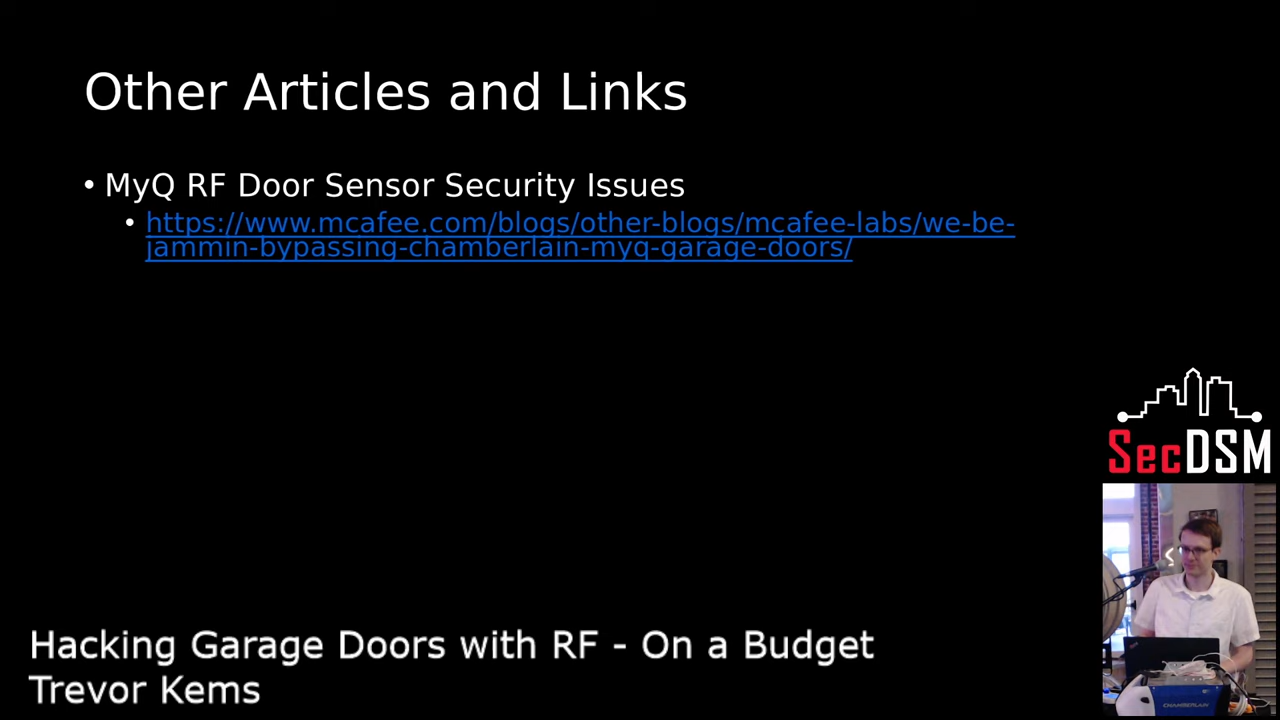 Other Articles and Links
• MyQ RF Door Sensor Security Issues
• https://www.mcafee.com/blogs/other-blogs/mcafee-labs/we-be-
jammin-bypassing-chamberlain-myq-garage-doors/
SecDSM
CHAMBERLAIN
Hacking Garage Doors with RF - On a Budget
Trevor Kems